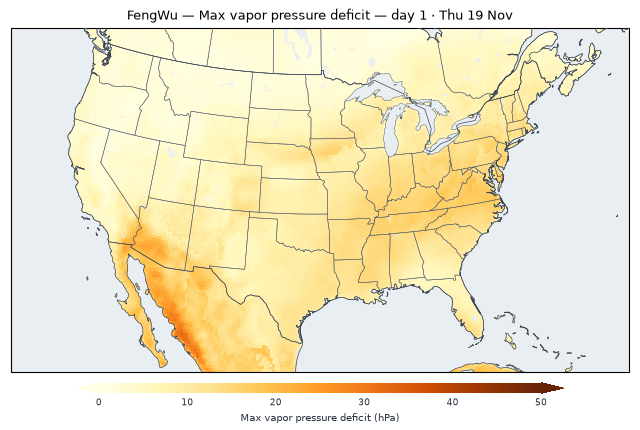 FengWu — Max vapor pressure deficit — day 1 · Thu 19 Nov
0 10 20 30 40 50
Max vapor pressure deficit (hPa)